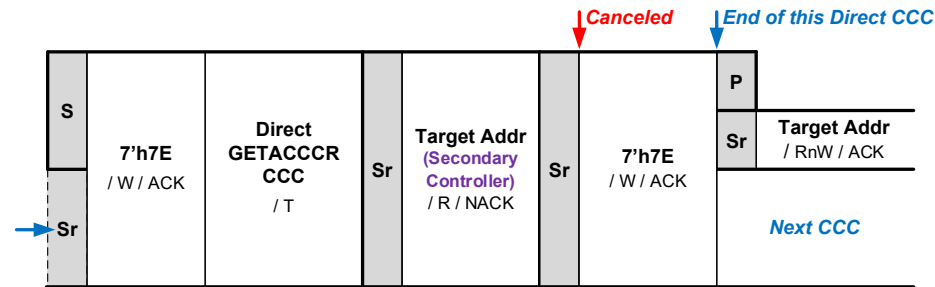 Canceled
End of this Direct CCC
S
Sr
7'h7E
/ W / ACK
Direct
GETACCCR
CCC
/ T
Sr
Target Addr
(Secondary
Controller)
/ R / NACK
Sr
7'h7E
/ W / ACK
P
Sr
Target Addr
/ RnW / ACK
Next CCC